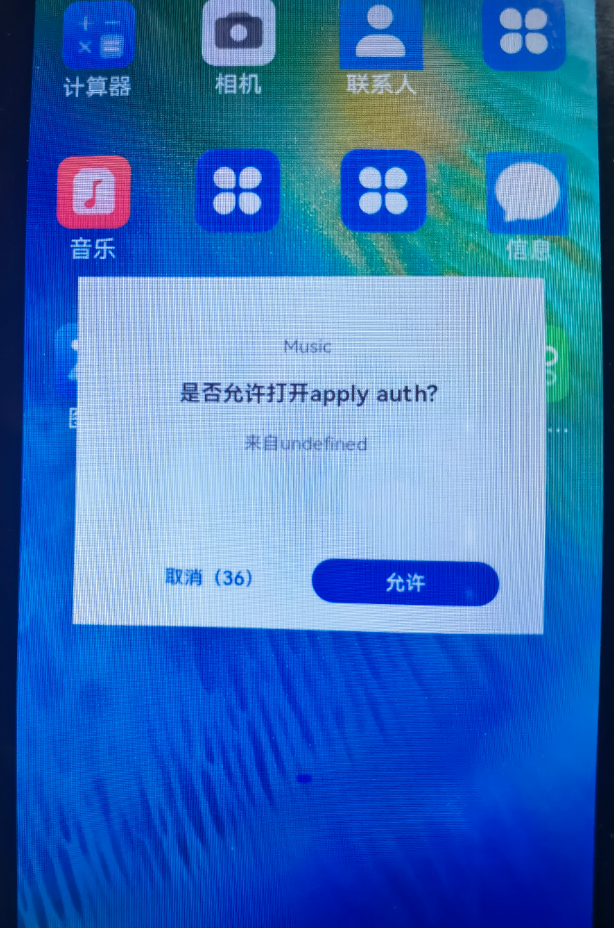 计算器 相机 联系人
音乐 信息
Music
是否允许打开apply auth?
来自undefined
...
取消（36） 允许